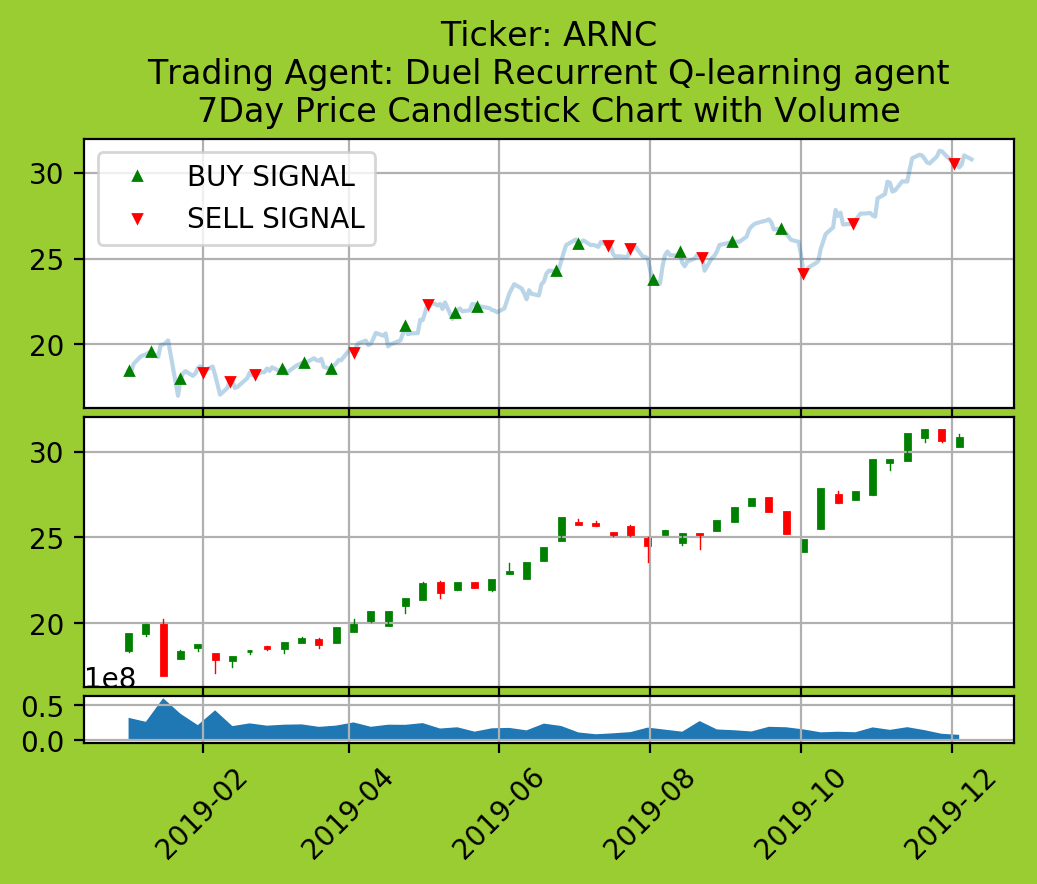 Ticker: ARNC
Trading Agent: Duel Recurrent Q-learning agent
7Day Price Candlestick Chart with Volume
BUY SIGNAL
SELL SIGNAL
30
25
20
30
25
20
1e8
0.5
0.0
2019-02
2019-04
2019-06
2019-08
2019-10
2019-12